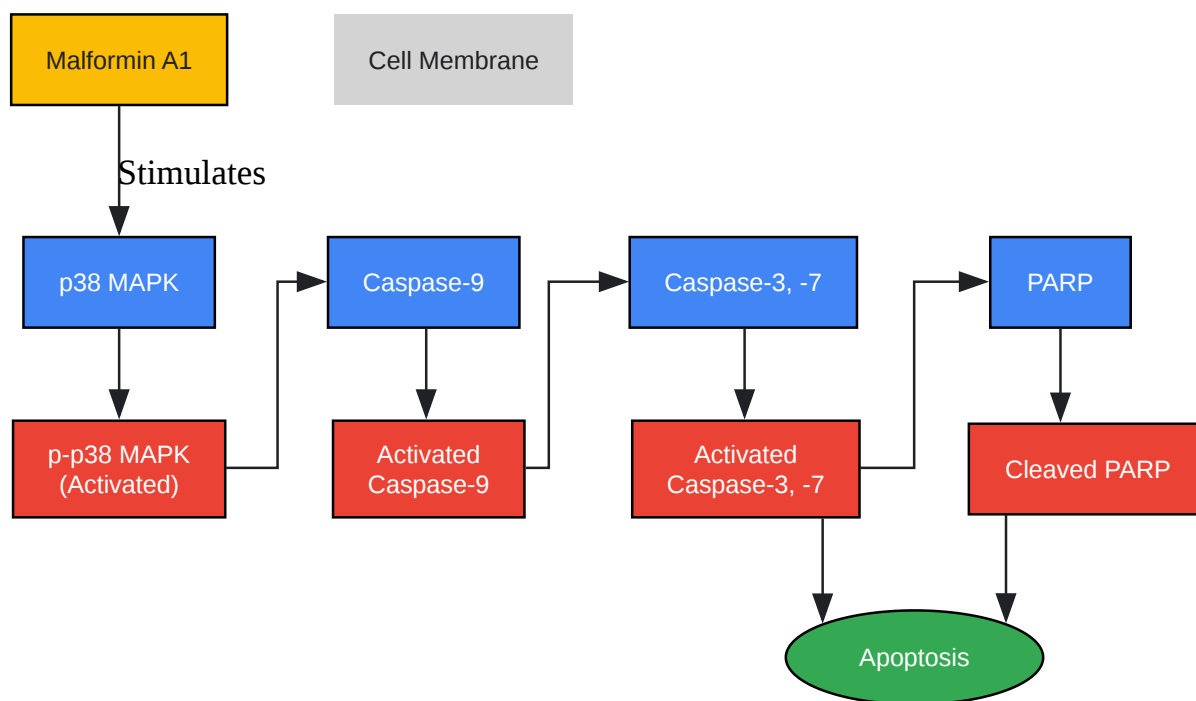 Malformin A1
Cell Membrane
Stimulates
p38 MAPK
Caspase-9
Caspase-3, -7
PARP
p-p38 MAPK
(Activated)
Activated
Caspase-9
Activated
Caspase-3, -7
Cleaved PARP
Apoptosis